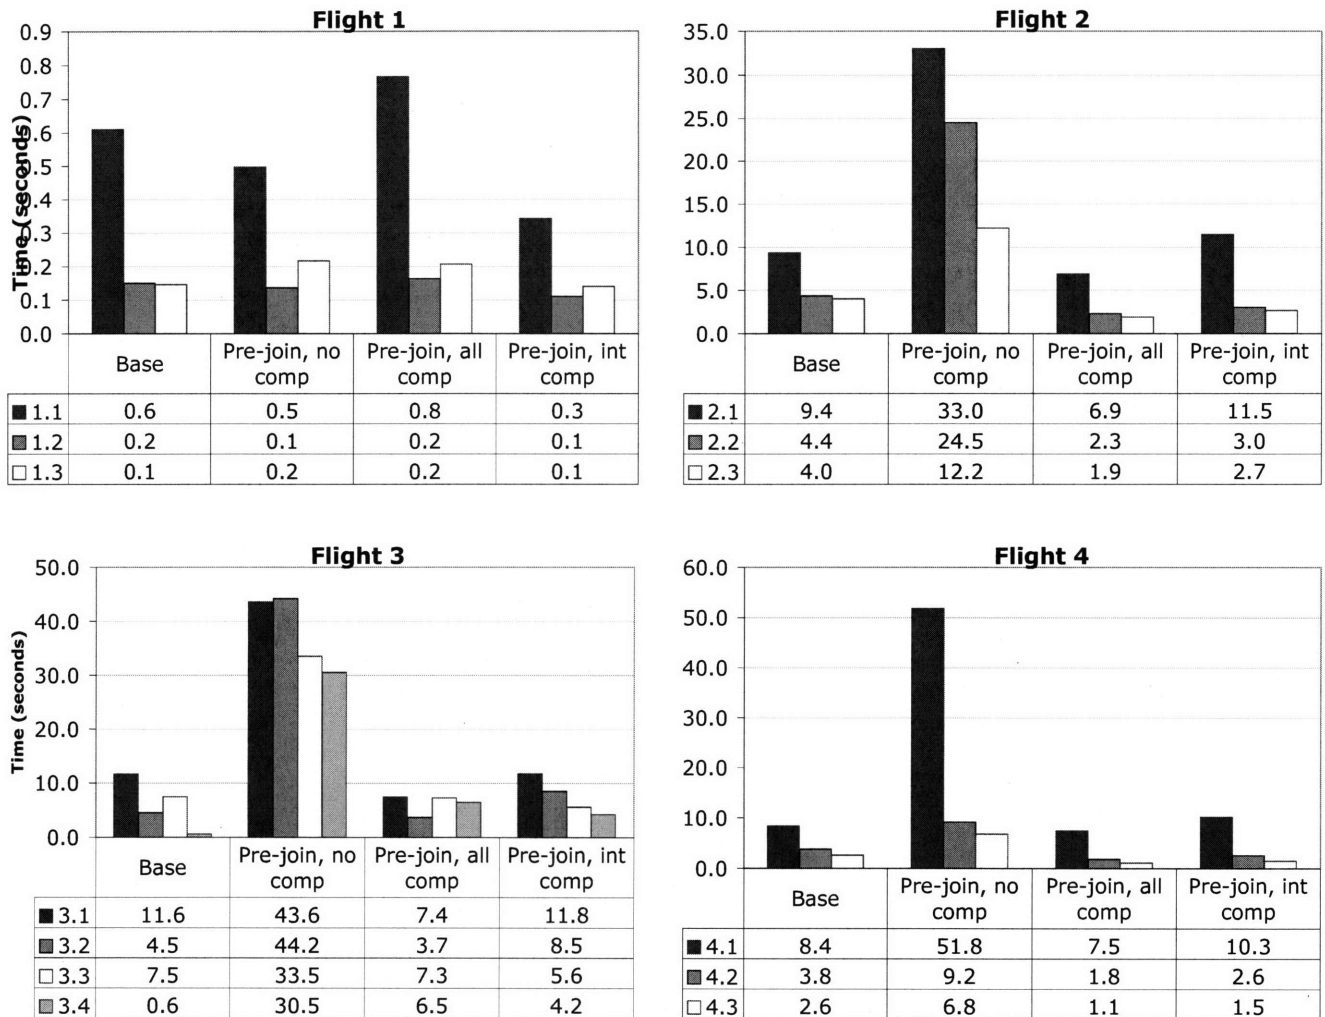 Flight 1
Time (seconds)
0.9
0.8
0.7
0.6
0.5
0.4
0.3
0.2
0.1
0.0
Base Pre-join, no comp Pre-join, all comp Pre-join, int comp
1.1 0.6 0.5 0.8 0.3
1.2 0.2 0.1 0.2 0.1
1.3 0.1 0.2 0.2 0.1
Flight 2
35.0
30.0
25.0
20.0
15.0
10.0
5.0
0.0
Base Pre-join, no comp Pre-join, all comp Pre-join, int comp
2.1 9.4 33.0 6.9 11.5
2.2 4.4 24.5 2.3 3.0
2.3 4.0 12.2 1.9 2.7
Flight 3
Time (seconds)
50.0
40.0
30.0
20.0
10.0
0.0
Base Pre-join, no comp Pre-join, all comp Pre-join, int comp
3.1 11.6 43.6 7.4 11.8
3.2 4.5 44.2 3.7 8.5
3.3 7.5 33.5 7.3 5.6
3.4 0.6 30.5 6.5 4.2
Flight 4
60.0
50.0
40.0
30.0
20.0
10.0
0.0
Base Pre-join, no comp Pre-join, all comp Pre-join, int comp
4.1 8.4 51.8 7.5 10.3
4.2 3.8 9.2 1.8 2.6
4.3 2.6 6.8 1.1 1.5